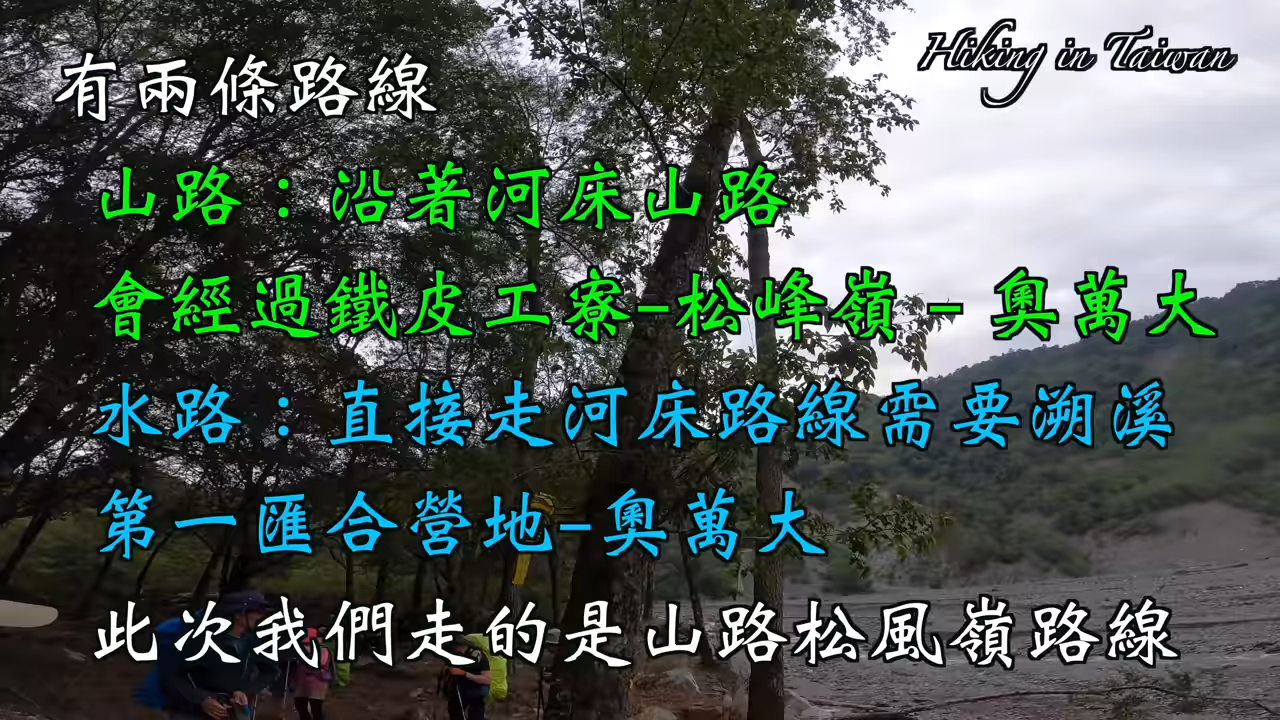 Hiking in Taiwan
有兩條路線
山路：沿著河床山路
會經過鐵皮工寮-松峰嶺-奧萬大
水路：直接走河床路線需要溯溪
第一匯合營地-奧萬大
此次我們走的是山路松風嶺路線